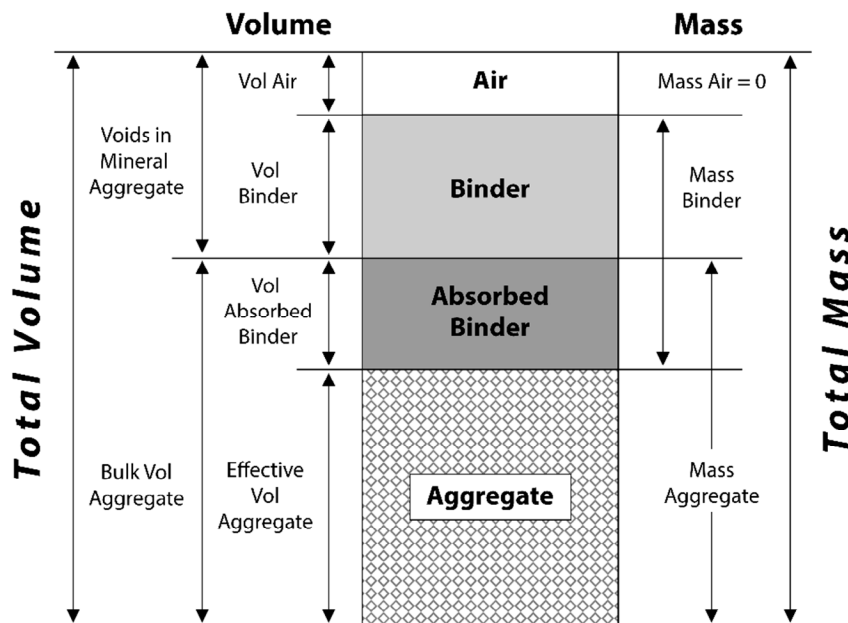 Volume
Mass
Vol Air
Air
Mass Air = 0
Voids in
Mineral
Aggregate
Vol
Binder
Binder
Mass
Binder
Total Volume
Total Mass
Vol
Absorbed
Binder
Absorbed
Binder
Bulk Vol
Aggregate
Effective
Vol
Aggregate
Aggregate
Mass
Aggregate